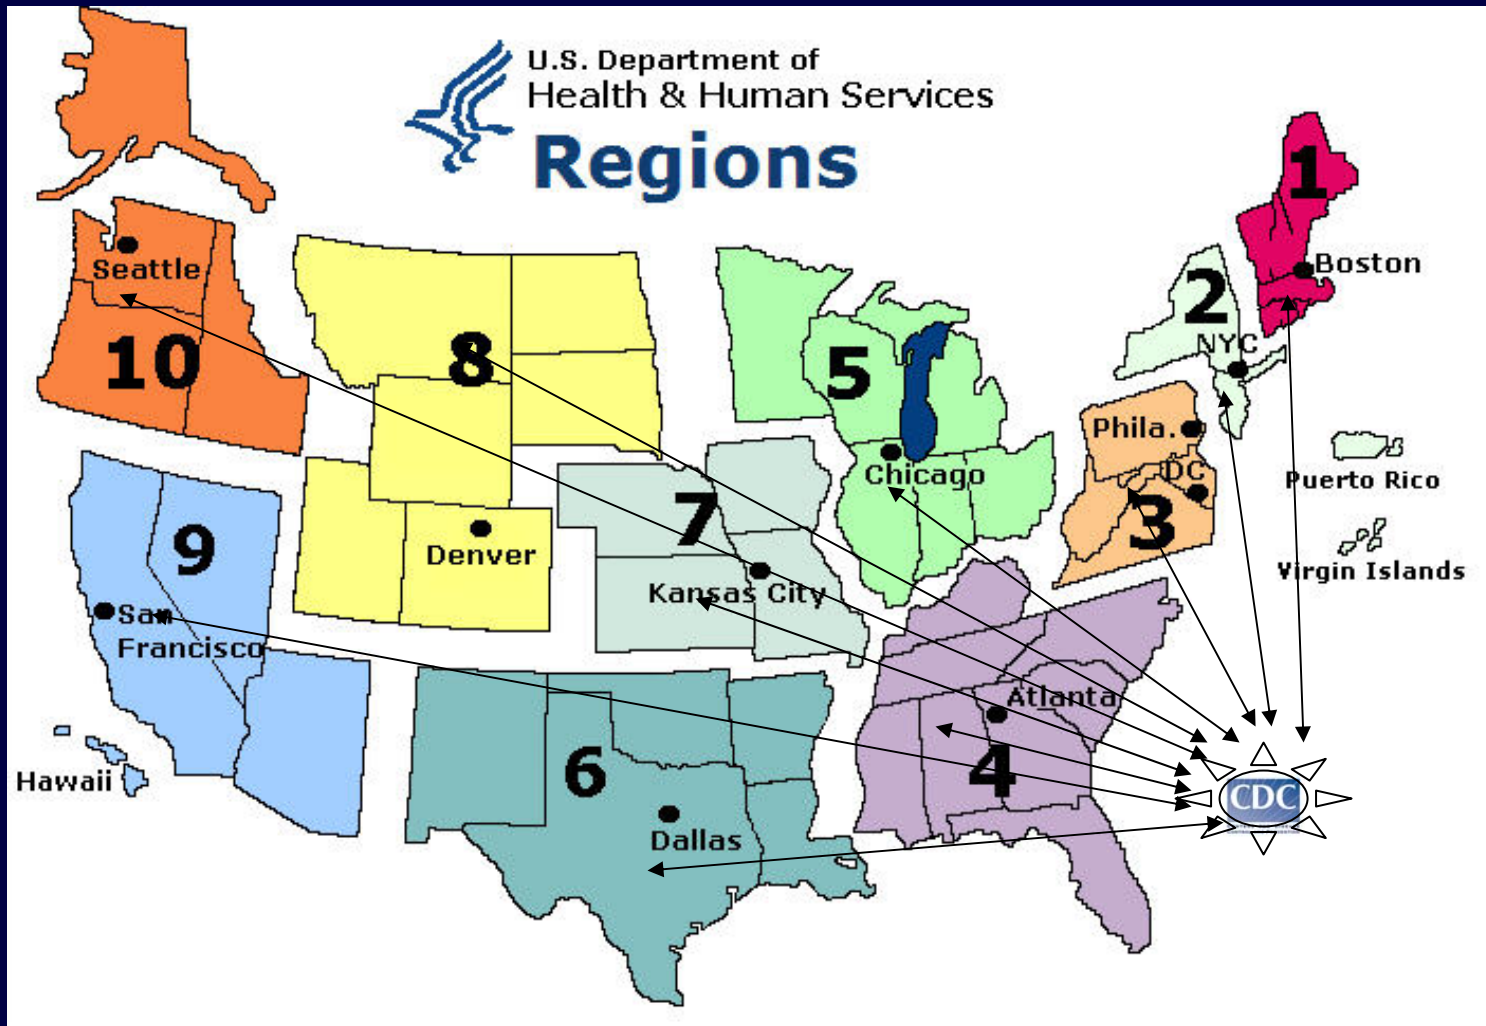 U.S. Department of
Health & Human Services
Regions
1
Boston
2
NYC
Seattle
10
8
5
Phila.
DC
3
Puerto Rico
Virgin Islands
Chicago
7
Kansas City
9
Denver
San
Francisco
Hawaii
6
Dallas
Atlanta
4
CDC